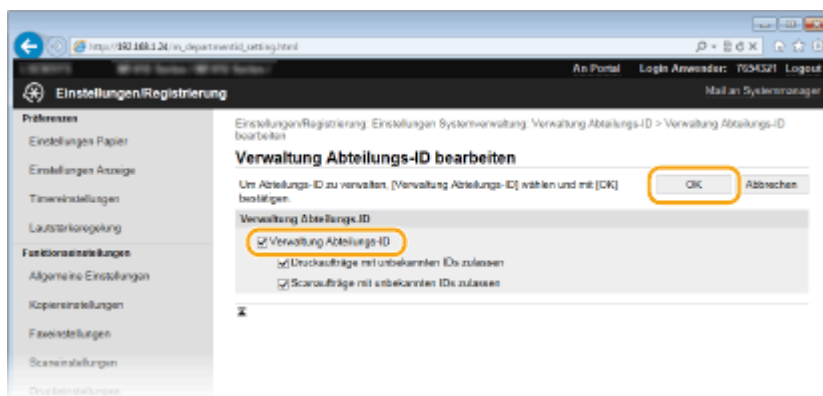 http://192.168.1.24/m_departmentid_setting.html
An Portal Login Anwender: 7654321 Logout
Einstellungen/Registrierung
Mail an Systemmanager
Präferenzen
Einstellungen/Registrierung: Einstellungen Systemverwaltung: Verwaltung Abteilungs-ID > Verwaltung Abteilungs-ID
bearbeiten
Einstellungen Papier
Verwaltung Abteilungs-ID bearbeiten
Einstellungen Anzeige
Um Abteilungs-ID zu verwalten, [Verwaltung Abteilungs-ID] wählen und mit [OK]
bestätigen.
OK Abbrechen
Timereinstellungen
Verwaltung Abteilungs-ID
Lautstärkeregelung
Verwaltung Abteilungs-ID
Funktionseinstellungen
Druckaufträge mit unbekannten IDs zulassen
Allgemeine Einstellungen
Scanaufträge mit unbekannten IDs zulassen
Kopiereinstellungen
Faxeinstellungen
Scaneinstellungen
Druckeinstellungen